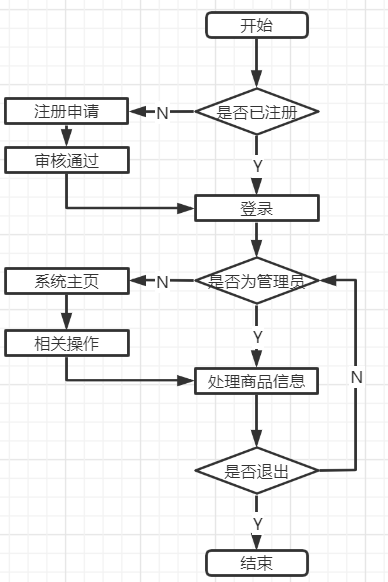 开始
是否已注册
N
注册申请
审核通过
Y
登录
是否为管理员
N
系统主页
相关操作
Y
处理商品信息
N
是否退出
Y
结束